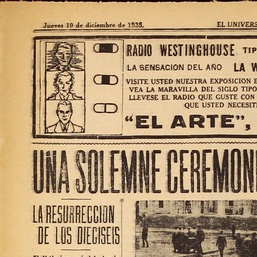 Jueves 19 de diciembre de 1935.
EL UNIVERS
RADIO WESTINGHOUSE TIP
LA SENSACIÓN DEL AÑO LA W
VISITE USTED NUESTRA EXPOSICION E
VEA LA MARAVILLA DEL SIGLO TIPO
LLEVESE EL RADIO QUE GUSTE CON
QUE USTED NECESIT
"EL ARTE",
UNA SOLEMNE CEREMON
LA RESURRECCION
DE LOS DIECISEIS